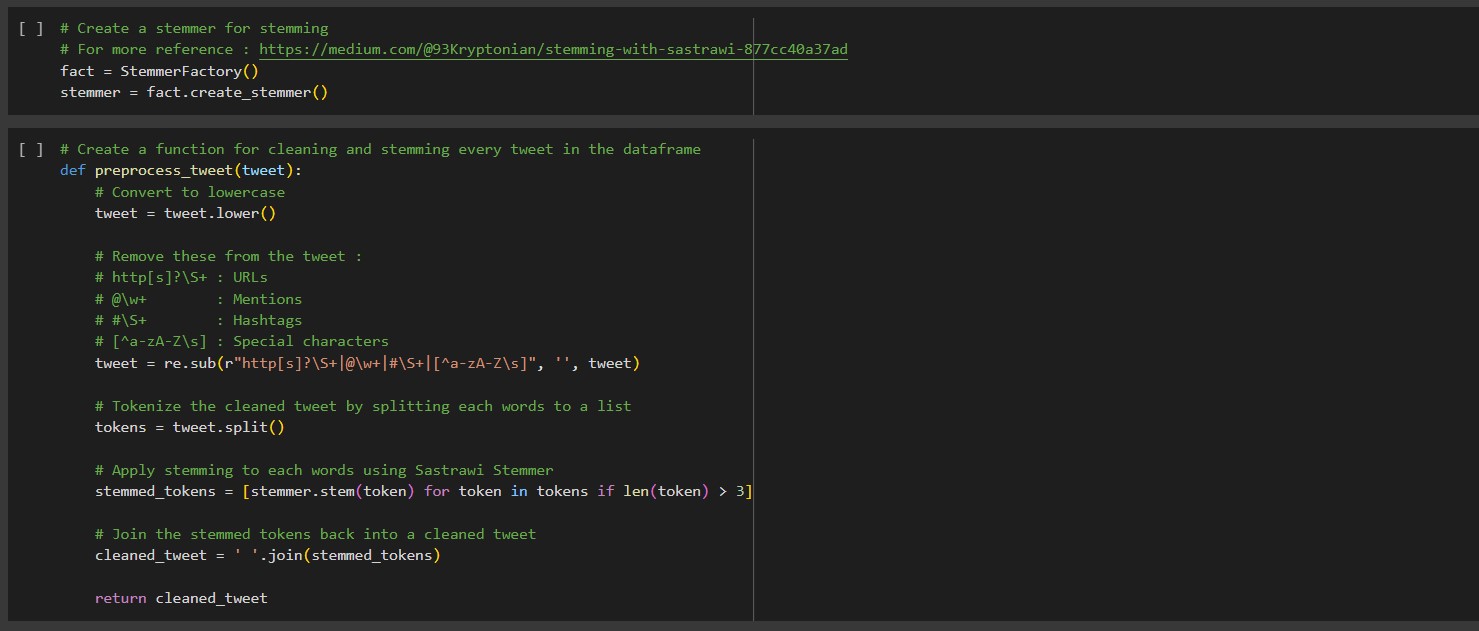 [ ] # Create a stemmer for stemming
# For more reference : https://medium.com/@93Kryptonian/stemming-with-sastrawi-877cc40a37ad
fact = StemmerFactory()
stemmer = fact.create_stemmer()
[ ] # Create a function for cleaning and stemming every tweet in the dataframe
def preprocess_tweet(tweet):
    # Convert to lowercase
    tweet = tweet.lower()

    # Remove these from the tweet :
    # http[s]?\S+ : URLs
    # @\w+        : Mentions
    # #\S+        : Hashtags
    # [^a-zA-Z\s] : Special characters
    tweet = re.sub(r"http[s]?\S+|@\w+|#\S+|[^a-zA-Z\s]", '', tweet)

    # Tokenize the cleaned tweet by splitting each words to a list
    tokens = tweet.split()

    # Apply stemming to each words using Sastrawi Stemmer
    stemmed_tokens = [stemmer.stem(token) for token in tokens if len(token) > 3]

    # Join the stemmed tokens back into a cleaned tweet
    cleaned_tweet = ' '.join(stemmed_tokens)

    return cleaned_tweet